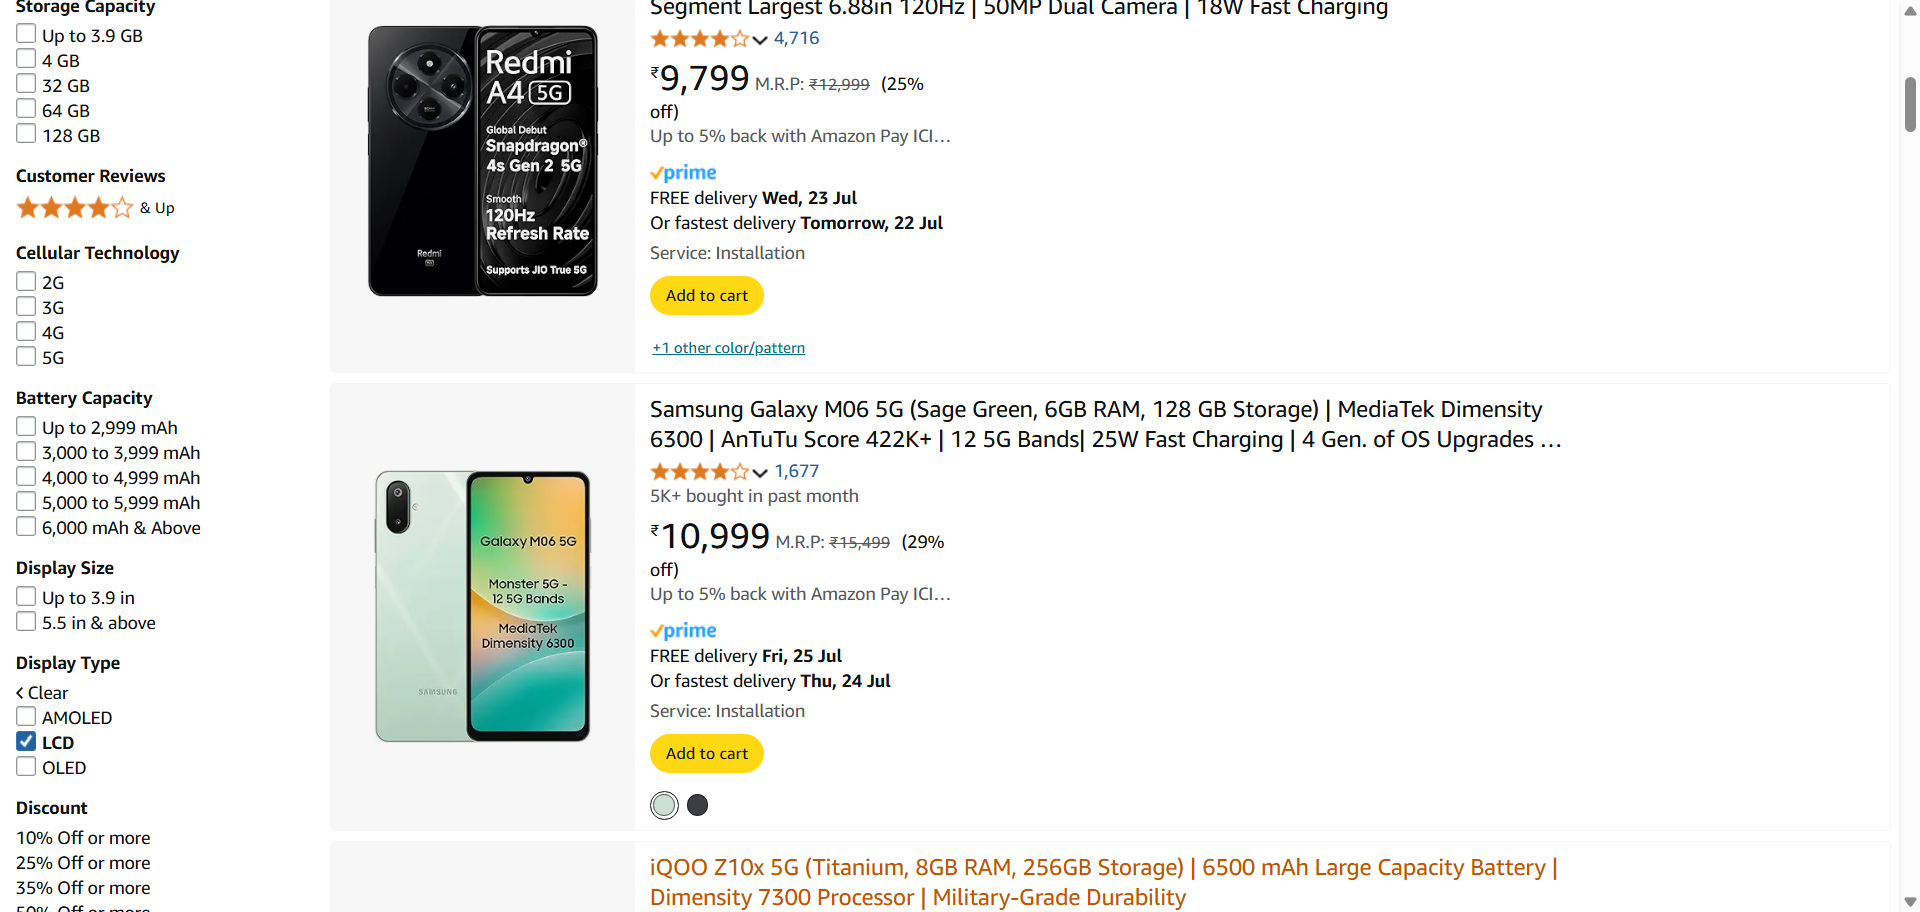 Storage Capacity
Up to 3.9 GB
4 GB
32 GB
64 GB
128 GB
Customer Reviews
& Up
Cellular Technology
2G
3G
4G
5G
Battery Capacity
Up to 2,999 mAh
3,000 to 3,999 mAh
4,000 to 4,999 mAh
5,000 to 5,999 mAh
6,000 mAh & Above
Display Size
Up to 3.9 in
5.5 in & above
Display Type
Clear
AMOLED
LCD
OLED
Discount
10% Off or more
25% Off or more
35% Off or more
50% Off or more
Redmi
A4 5G
Global Debut
Snapdragon®
4s Gen 2 5G
Smooth
120Hz
Refresh Rate
Supports JIO True 5G
Redmi
5G
Segment Largest 6.88in 120Hz | 50MP Dual Camera | 18W Fast Charging
4,716
₹9,799 M.R.P: ₹12,999 (25%
off)
Up to 5% back with Amazon Pay ICI…
prime
FREE delivery Wed, 23 Jul
Or fastest delivery Tomorrow, 22 Jul
Service: Installation
Add to cart
+1 other color/pattern
Galaxy M06 5G
Monster 5G -
12 5G Bands
MediaTek
Dimensity 6300
SAMSUNG
Samsung Galaxy M06 5G (Sage Green, 6GB RAM, 128 GB Storage) | MediaTek Dimensity
6300 | AnTuTu Score 422K+ | 12 5G Bands| 25W Fast Charging | 4 Gen. of OS Upgrades …
1,677
5K+ bought in past month
₹10,999 M.R.P: ₹15,499 (29%
off)
Up to 5% back with Amazon Pay ICI…
prime
FREE delivery Fri, 25 Jul
Or fastest delivery Thu, 24 Jul
Service: Installation
Add to cart
iQOO Z10x 5G (Titanium, 8GB RAM, 256GB Storage) | 6500 mAh Large Capacity Battery |
Dimensity 7300 Processor | Military-Grade Durability